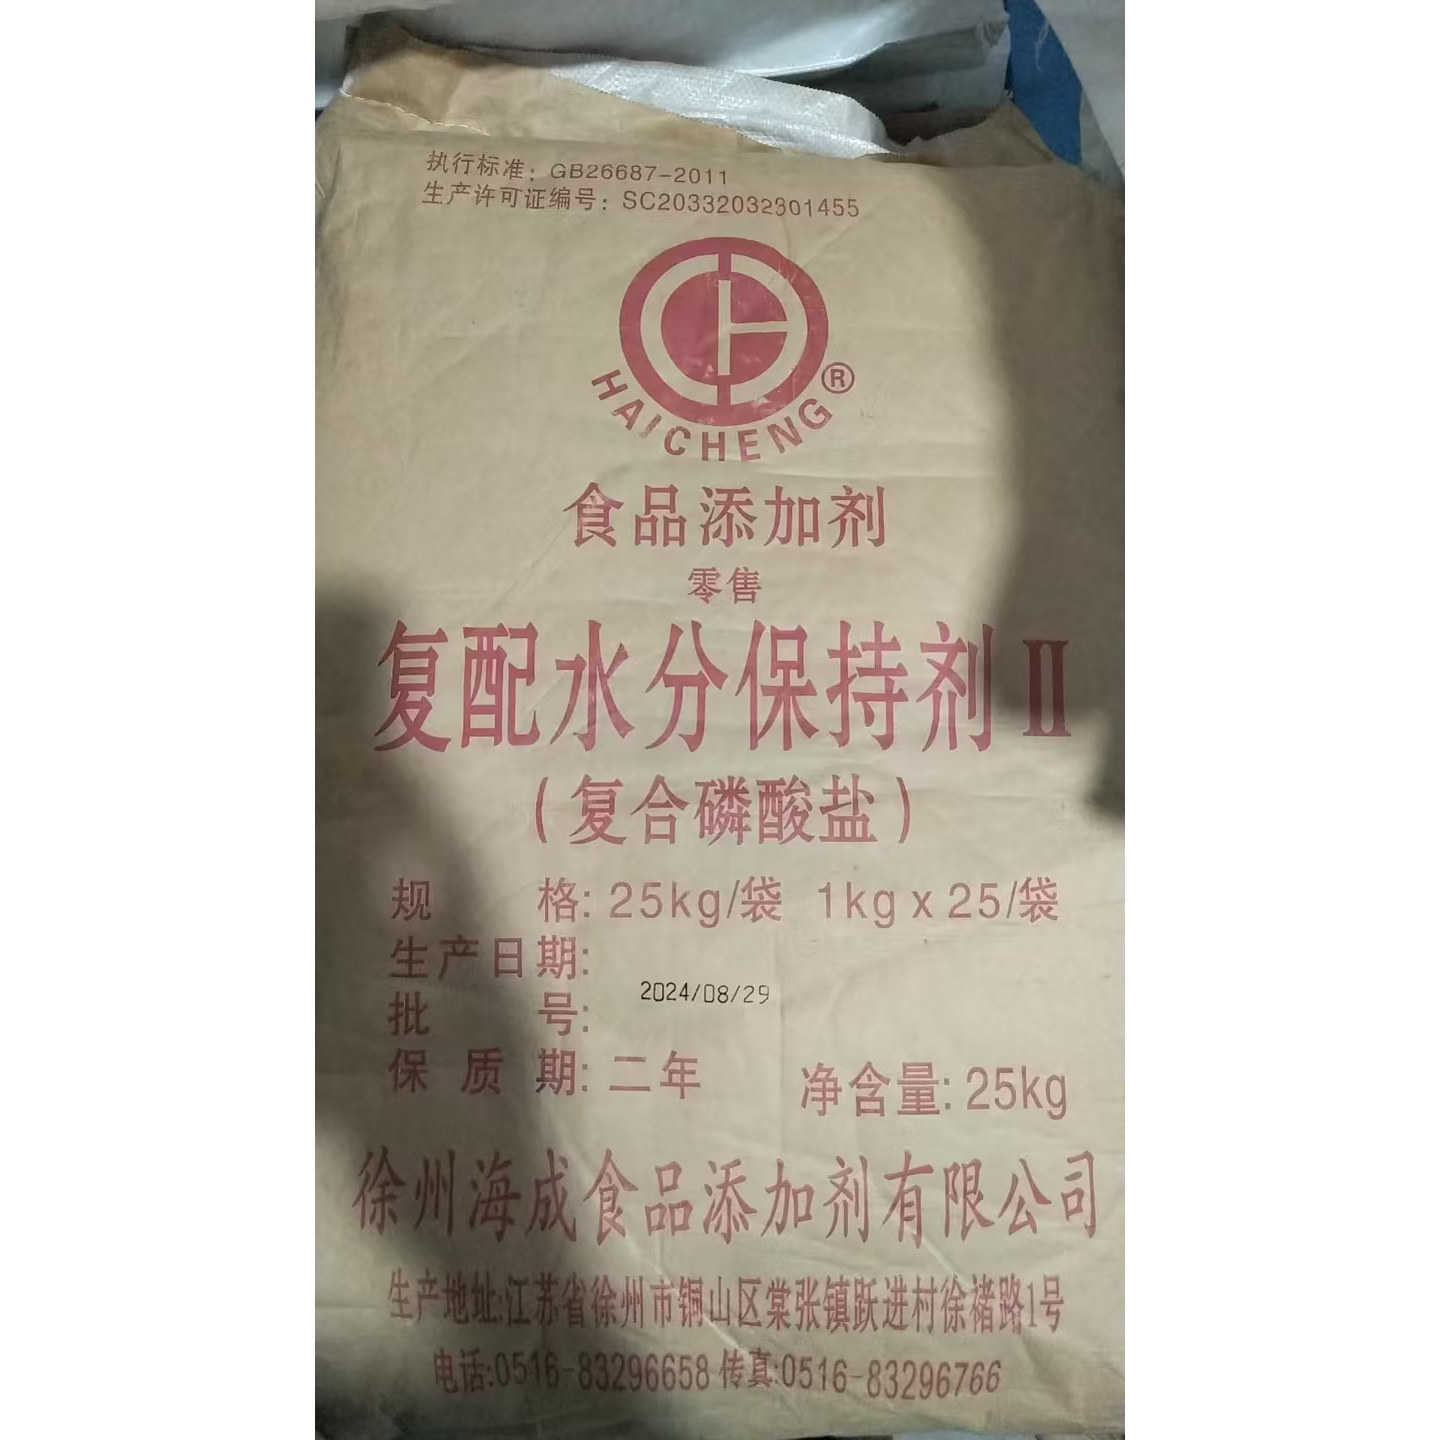 执行标准：GB26687-2011
生产许可证编号：SC20332032301455
HAICHENG®
食品添加剂
零售
复配水分保持剂Ⅱ
（复合磷酸盐）
规格：25kg/袋 1kg x 25/袋
生产日期：
2024/08/29
批号：
保质期：二年
净含量：25kg
徐州海成食品添加剂有限公司
生产地址:江苏省徐州市铜山区棠张镇跃进村徐褚路1号
电话:0516-83296658 传真:0516-83296766